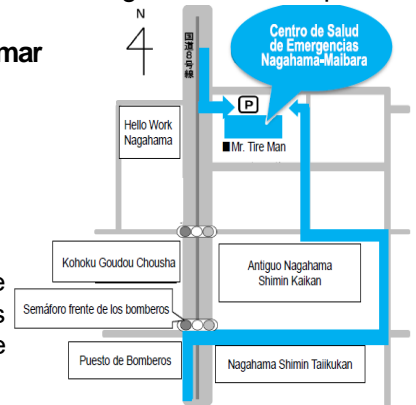 N
mar
国道8号線
Centro de Salud
de Emergencias
Nagahama-Maibara
P
Hello Work
Nagahama
■Mr. Tire Man
Kohoku Goudou Chousha
Antiguo Nagahama
Shimin Kaikan
Semáforo frente de los bomberos
e
s
e
Puesto de Bomberos
Nagahama Shimin Taiikukan